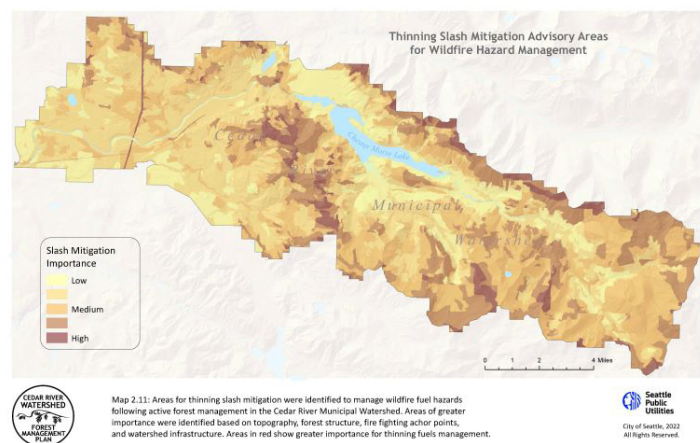 Thinning Slash Mitigation Advisory Areas
for Wildfire Hazard Management
Cedar
River
Chester Morse Lake
Municipal
Watershed
Slash Mitigation
Importance
Low
Medium
High
0 1 2 4 Miles
CEDAR RIVER
WATERSHED
FOREST
MANAGEMENT
PLAN
Map 2.11: Areas for thinning slash mitigation were identified to manage wildfire fuel hazards
following active forest management in the Cedar River Municipal Watershed. Areas of greater
importance were identified based on topography, forest structure, fire fighting achor points,
and watershed infrastructure. Areas in red show greater importance for thinning fuels management.
Seattle
Public
Utilities
City of Seattle, 2022
All Rights Reserved.